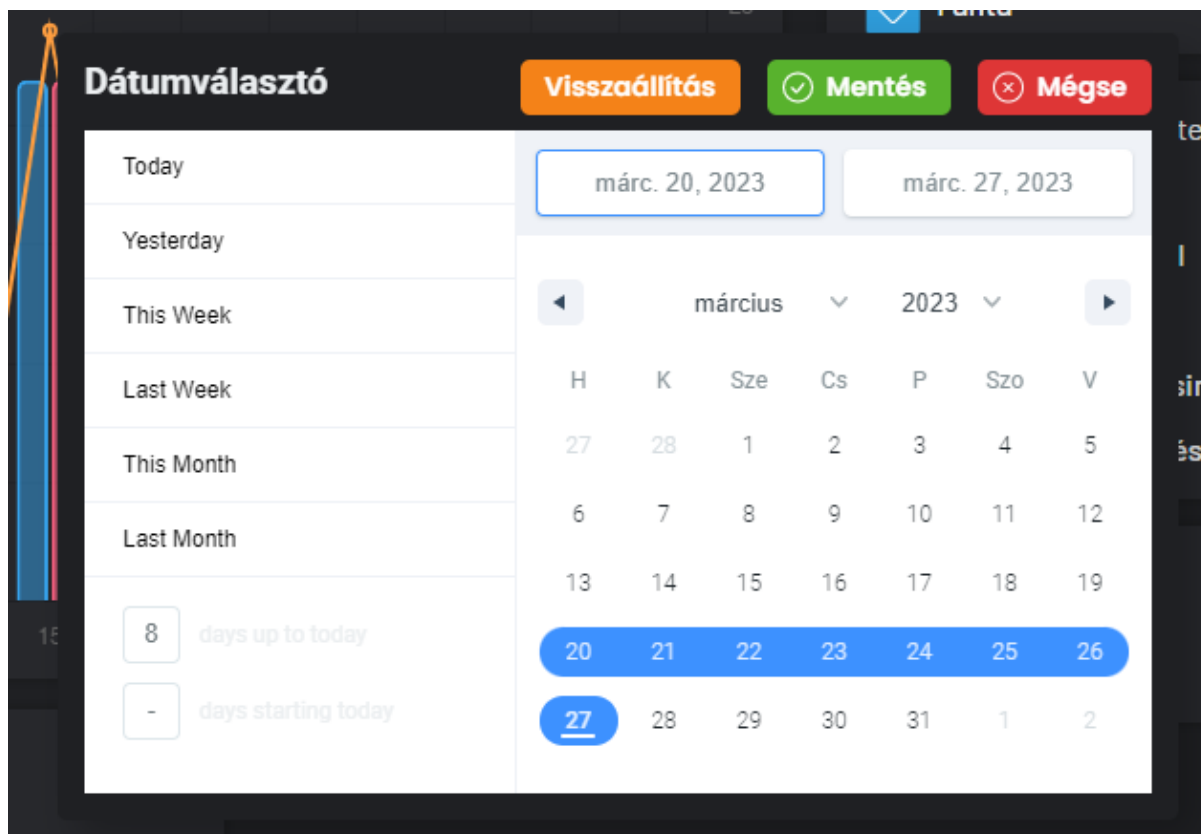 Dátumválasztó
Visszaállítás
Mentés
Mégse
Today
Yesterday
This Week
Last Week
This Month
Last Month
8 days up to today
- days starting today
márc. 20, 2023
márc. 27, 2023
március 2023
H K Sze Cs P Szo V
27 28 1 2 3 4 5
6 7 8 9 10 11 12
13 14 15 16 17 18 19
20 21 22 23 24 25 26
27 28 29 30 31 1 2
15